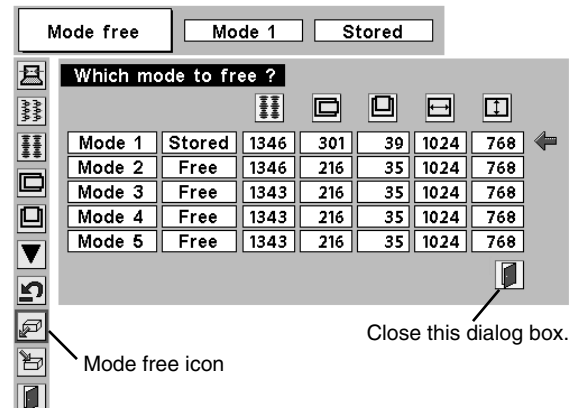 Mode free Mode 1 Stored
Which mode to free ?
Mode 1 Stored 1346 301 39 1024 768
Mode 2 Free 1346 216 35 1024 768
Mode 3 Free 1343 216 35 1024 768
Mode 4 Free 1343 216 35 1024 768
Mode 5 Free 1343 216 35 1024 768
Close this dialog box.
Mode free icon